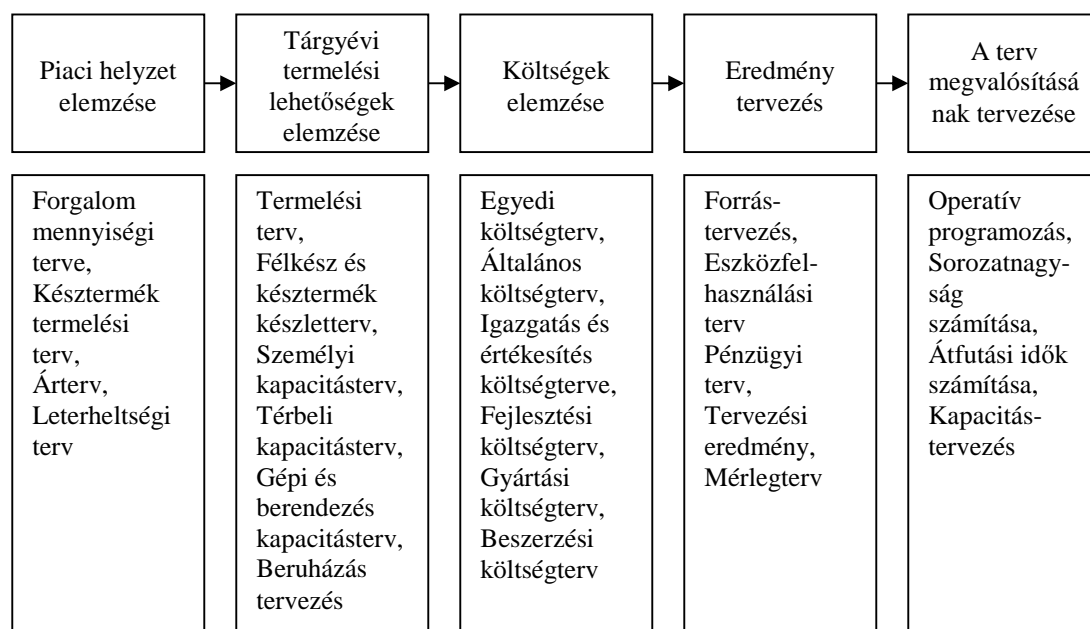 Piaci helyzet
elemzése
Tárgyévi
termelési
lehetőségek
elemzése
Költségek
elemzése
Eredmény
tervezés
A terv
megvalósításá
nak tervezése
Forgalom
mennyiségi
terve,
Késztermék
termelési
terv,
Árterv,
Leterheltségi
terv
Termelési
terv,
Félkész és
késztermék
készletterv,
Személyi
kapacitásterv,
Térbeli
kapacitásterv,
Gépi és
berendezés
kapacitásterv,
Beruházás
tervezés
Egyedi
költségterv,
Általános
költségterv,
Igazgatás és
értékesítés
költségterve,
Fejlesztési
költségterv,
Gyártási
költségterv,
Beszerzési
költségterv
Forrás-
tervezés,
Eszközfel-
használási
terv
Pénzügyi
terv,
Tervezési
eredmény,
Mérlegterv
Operatív
programozás,
Sorozatnagy-
ság
számítása,
Átfutási idők
számítása,
Kapacitás-
tervezés